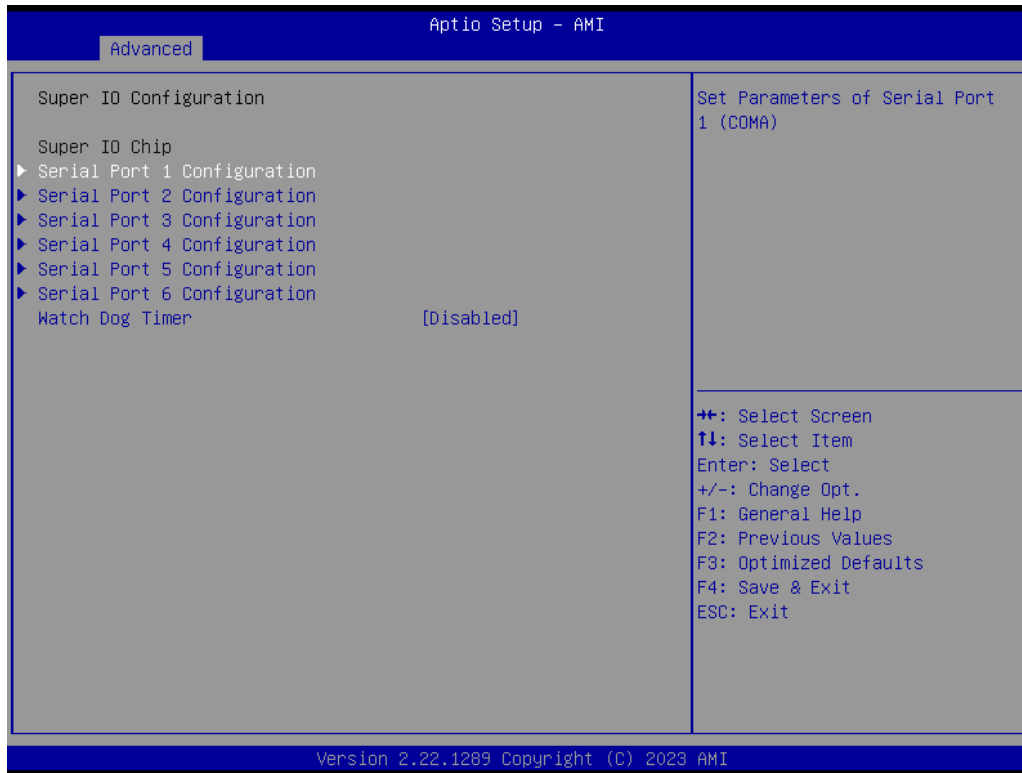 Aptio Setup - AMI
Advanced
Super IO Configuration
Super IO Chip
▶ Serial Port 1 Configuration
▶ Serial Port 2 Configuration
▶ Serial Port 3 Configuration
▶ Serial Port 4 Configuration
▶ Serial Port 5 Configuration
▶ Serial Port 6 Configuration
Watch Dog Timer [Disabled]
Set Parameters of Serial Port
1 (COMA)
→←: Select Screen
↑↓: Select Item
Enter: Select
+/-: Change Opt.
F1: General Help
F2: Previous Values
F3: Optimized Defaults
F4: Save & Exit
ESC: Exit
Version 2.22.1289 Copyright (C) 2023 AMI